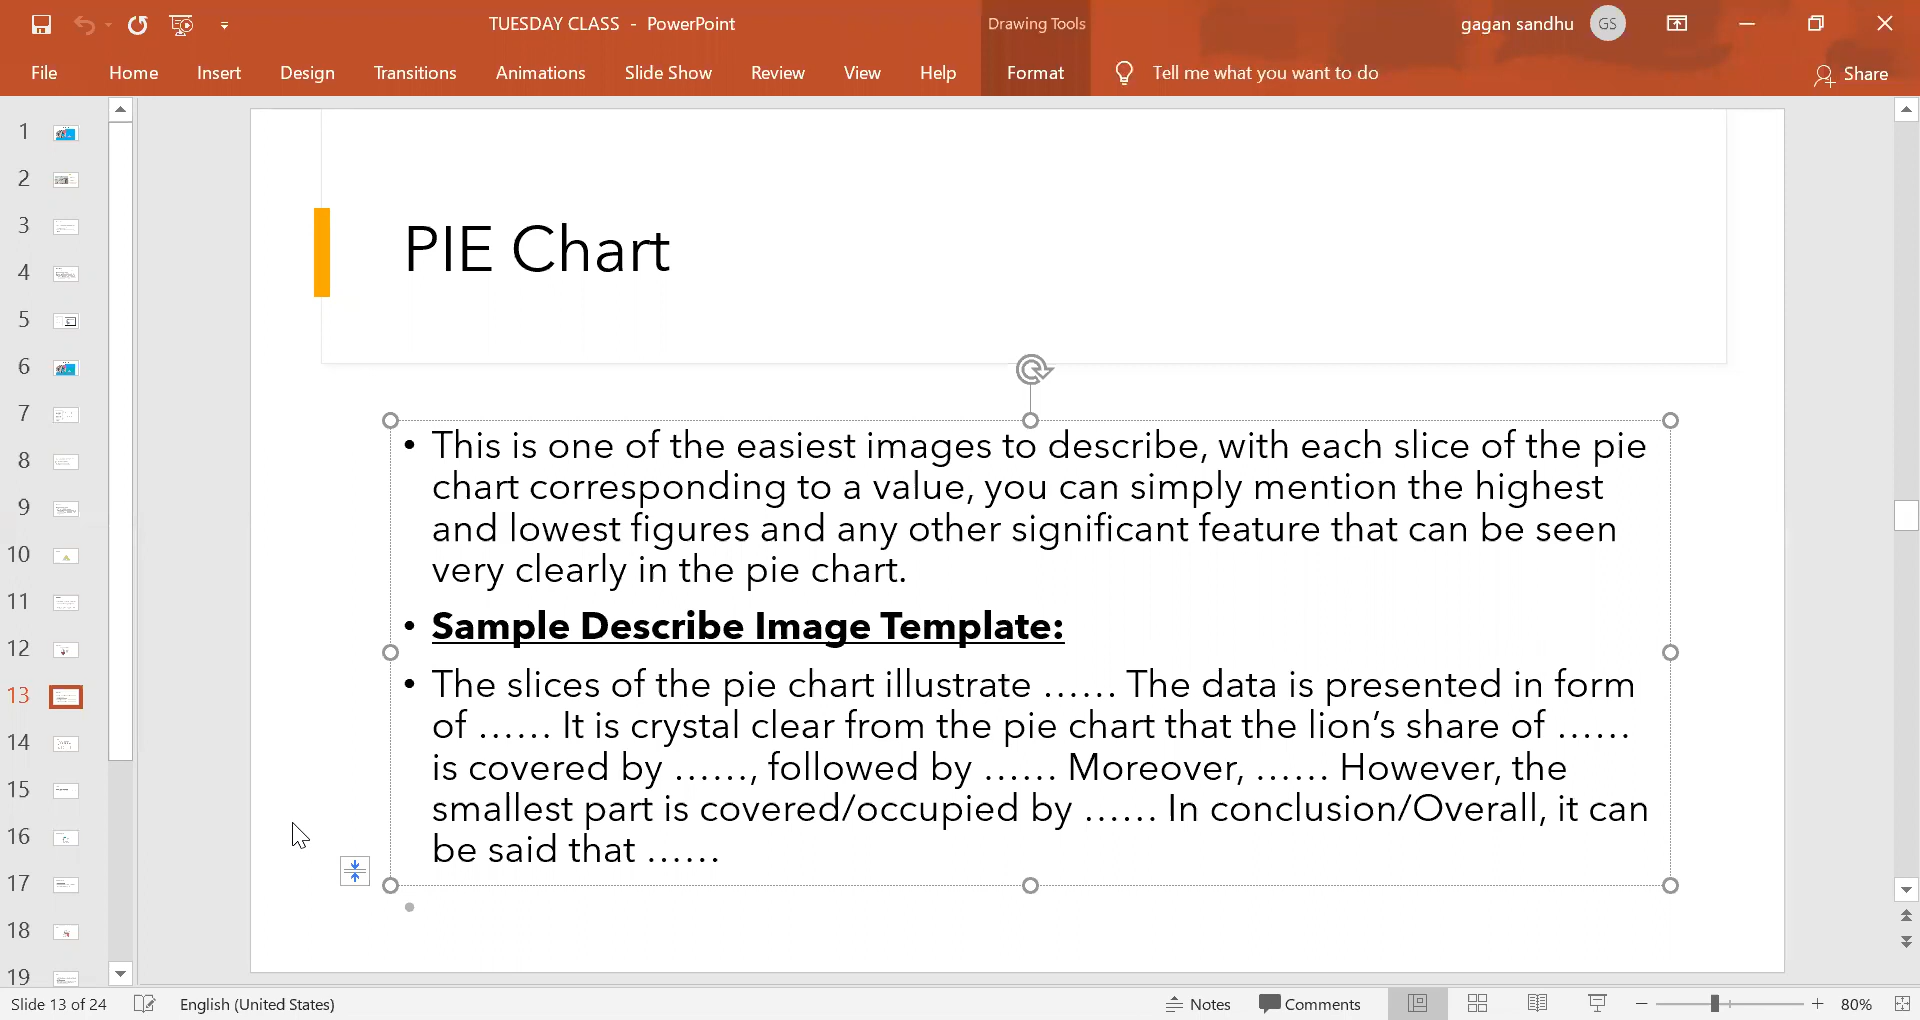 TUESDAY CLASS - PowerPoint
Drawing Tools
gagan sandhu
GS
File
Home
Insert
Design
Transitions
Animations
Slide Show
Review
View
Help
Format
Tell me what you want to do
Share
1
2
3
4
5
6
7
8
9
10
11
12
13
14
15
16
17
18
19
PIE Chart
• This is one of the easiest images to describe, with each slice of the pie
chart corresponding to a value, you can simply mention the highest
and lowest figures and any other significant feature that can be seen
very clearly in the pie chart.
• Sample Describe Image Template:
• The slices of the pie chart illustrate …… The data is presented in form
of …… It is crystal clear from the pie chart that the lion’s share of ……
is covered by ……, followed by …… Moreover, …… However, the
smallest part is covered/occupied by …… In conclusion/Overall, it can
be said that ……
Slide 13 of 24
English (United States)
Notes
Comments
80%